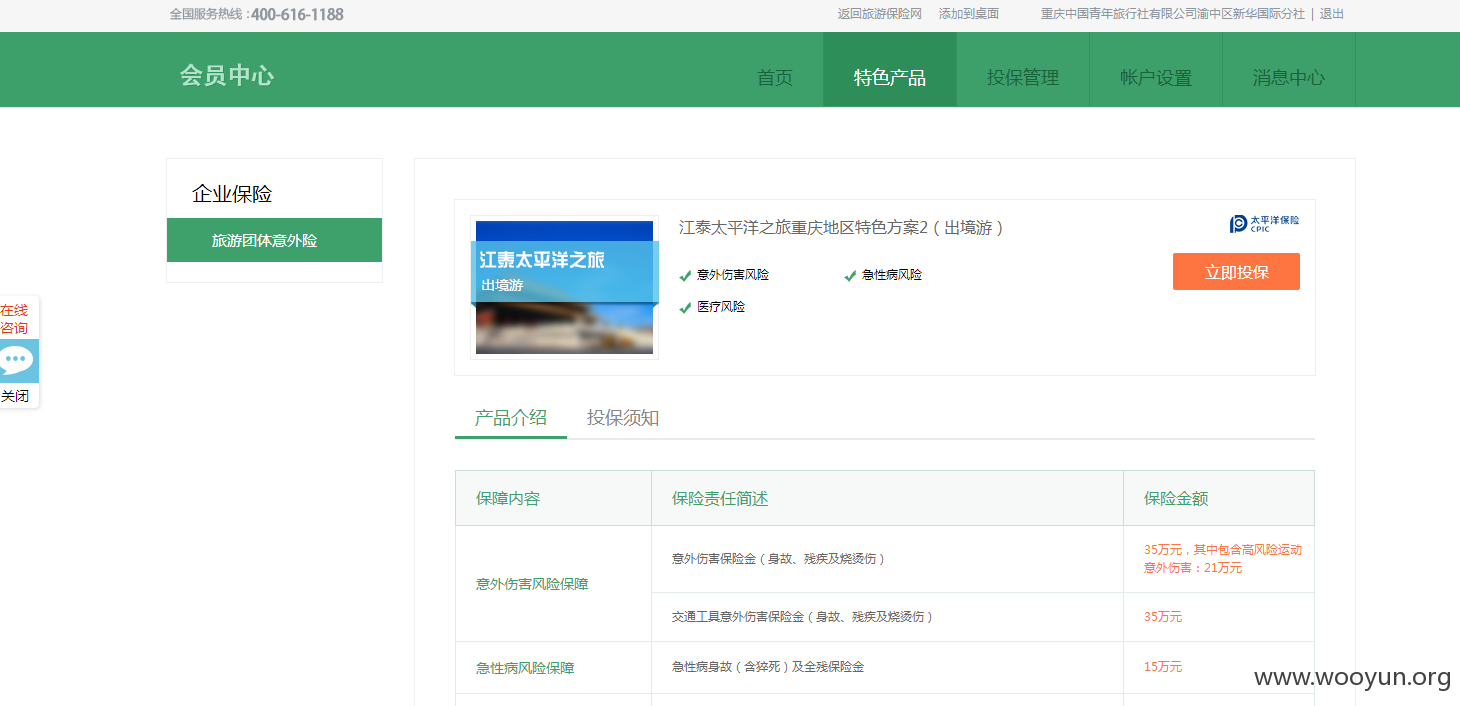 全国服务热线 : 400-616-1188
返回旅游保险网 添加到桌面 重庆中国青年旅行社有限公司渝中区新华国际分社 | 退出
会员中心
首页 特色产品 投保管理 帐户设置 消息中心
企业保险
旅游团体意外险
在线
咨询
关闭
江泰太平洋之旅
出境游
江泰太平洋之旅重庆地区特色方案2（出境游）
意外伤害风险 急性病风险
医疗风险
太平洋保险
CPIC
立即投保
产品介绍 投保须知
保障内容 保险责任简述 保险金额
意外伤害风险保障
意外伤害保险金（身故、残疾及烧烫伤）
35万元，其中包含高风险运动
意外伤害：21万元
交通工具意外伤害保险金（身故、残疾及烧烫伤）
35万元
急性病风险保障
急性病身故（含猝死）及全残保险金
15万元
www.wooyun.org